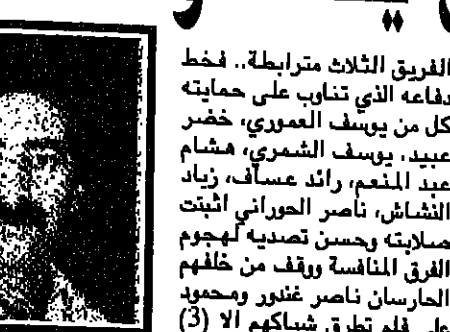 الفريق الثلاث مترابطة.. فخط
دفاعه الذي تناوب على حمايته
كل من يوسف العموري، خضر
عبيد، يوسف الشمري، هشام
عبد المنعم، رائد عساف، زياد
النشاش، ناصر الحوراني اثبتت
صلابته وحسن تصديه لهجوم
الفرق المنافسة ووقف من خلفهم
الحارسان ناصر غندور ومحمود
علي فلم تطرق شباكهم الا (3)